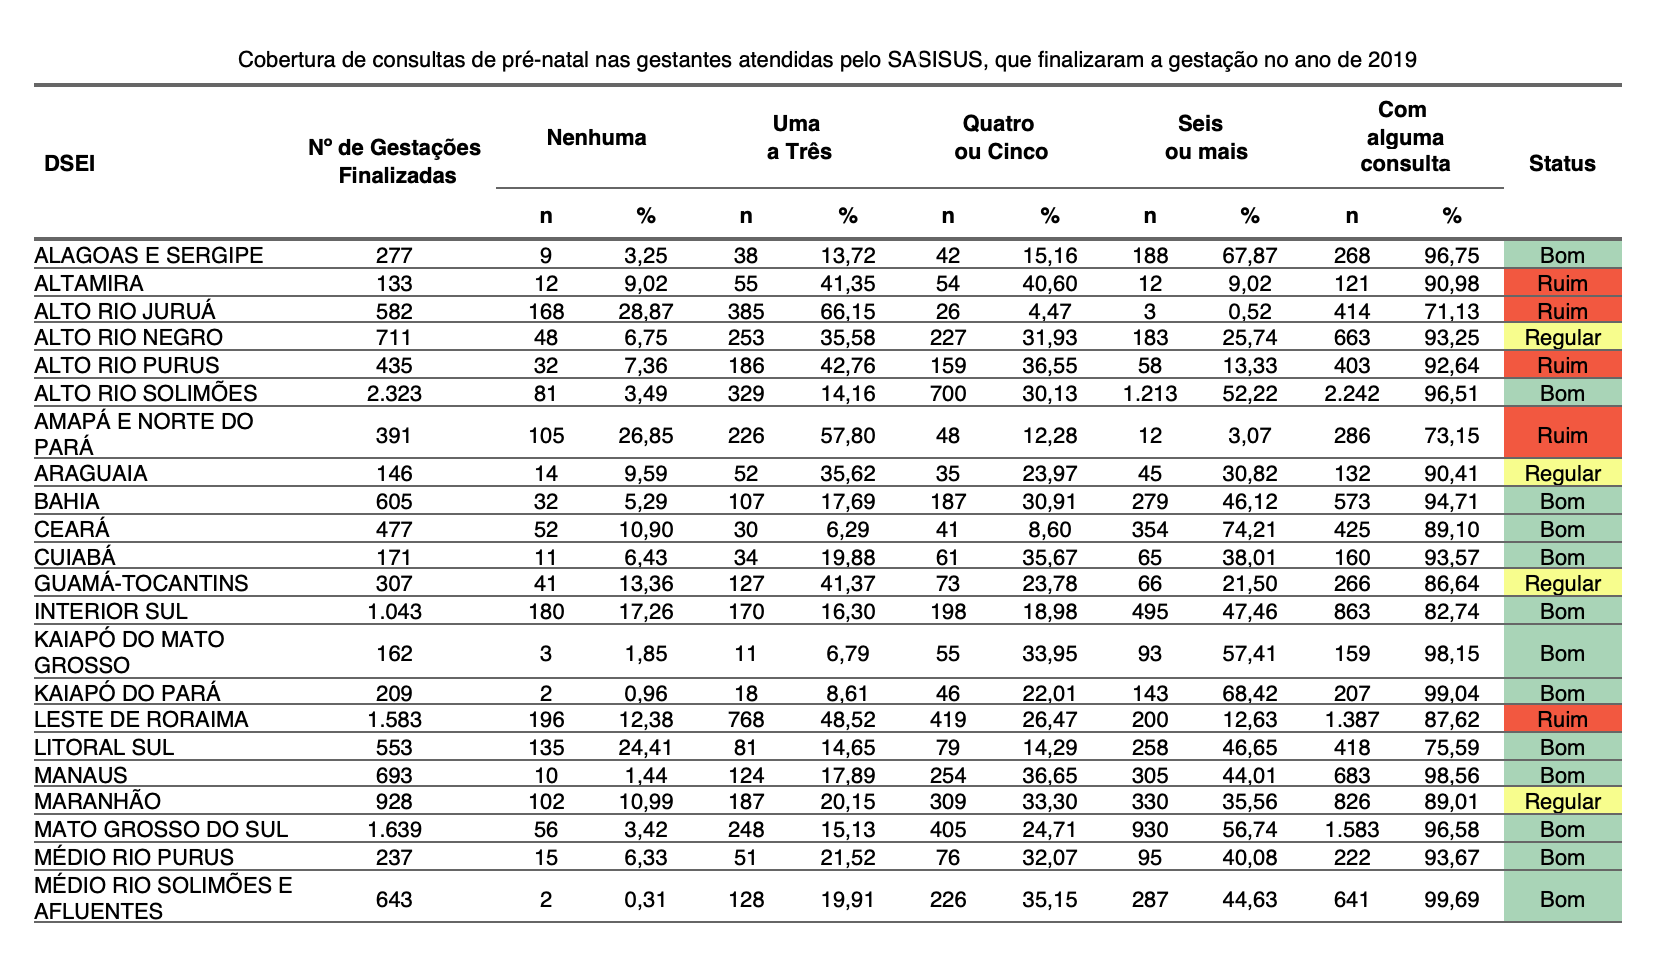 Cobertura de consultas de pré-natal nas gestantes atendidas pelo SASISUS, que finalizaram a gestação no ano de 2019
DSEI Nº de Gestações Finalizadas Nenhuma Uma a Três Quatro ou Cinco Seis ou mais Com alguma consulta Status
n % n % n % n % n %
ALAGOAS E SERGIPE 277 9 3,25 38 13,72 42 15,16 188 67,87 268 96,75 Bom
ALTAMIRA 133 12 9,02 55 41,35 54 40,60 12 9,02 121 90,98 Ruim
ALTO RIO JURUÁ 582 168 28,87 385 66,15 26 4,47 3 0,52 414 71,13 Ruim
ALTO RIO NEGRO 711 48 6,75 253 35,58 227 31,93 183 25,74 663 93,25 Regular
ALTO RIO PURUS 435 32 7,36 186 42,76 159 36,55 58 13,33 403 92,64 Ruim
ALTO RIO SOLIMÕES 2.323 81 3,49 329 14,16 700 30,13 1.213 52,22 2.242 96,51 Bom
AMAPÁ E NORTE DO PARÁ 391 105 26,85 226 57,80 48 12,28 12 3,07 286 73,15 Ruim
ARAGUAIA 146 14 9,59 52 35,62 35 23,97 45 30,82 132 90,41 Regular
BAHIA 605 32 5,29 107 17,69 187 30,91 279 46,12 573 94,71 Bom
CEARÁ 477 52 10,90 30 6,29 41 8,60 354 74,21 425 89,10 Bom
CUIABÁ 171 11 6,43 34 19,88 61 35,67 65 38,01 160 93,57 Bom
GUAMÁ-TOCANTINS 307 41 13,36 127 41,37 73 23,78 66 21,50 266 86,64 Regular
INTERIOR SUL 1.043 180 17,26 170 16,30 198 18,98 495 47,46 863 82,74 Bom
KAIAPÓ DO MATO GROSSO 162 3 1,85 11 6,79 55 33,95 93 57,41 159 98,15 Bom
KAIAPÓ DO PARÁ 209 2 0,96 18 8,61 46 22,01 143 68,42 207 99,04 Bom
LESTE DE RORAIMA 1.583 196 12,38 768 48,52 419 26,47 200 12,63 1.387 87,62 Ruim
LITORAL SUL 553 135 24,41 81 14,65 79 14,29 258 46,65 418 75,59 Bom
MANAUS 693 10 1,44 124 17,89 254 36,65 305 44,01 683 98,56 Bom
MARANHÃO 928 102 10,99 187 20,15 309 33,30 330 35,56 826 89,01 Regular
MATO GROSSO DO SUL 1.639 56 3,42 248 15,13 405 24,71 930 56,74 1.583 96,58 Bom
MÉDIO RIO PURUS 237 15 6,33 51 21,52 76 32,07 95 40,08 222 93,67 Bom
MÉDIO RIO SOLIMÕES E AFLUENTES 643 2 0,31 128 19,91 226 35,15 287 44,63 641 99,69 Bom